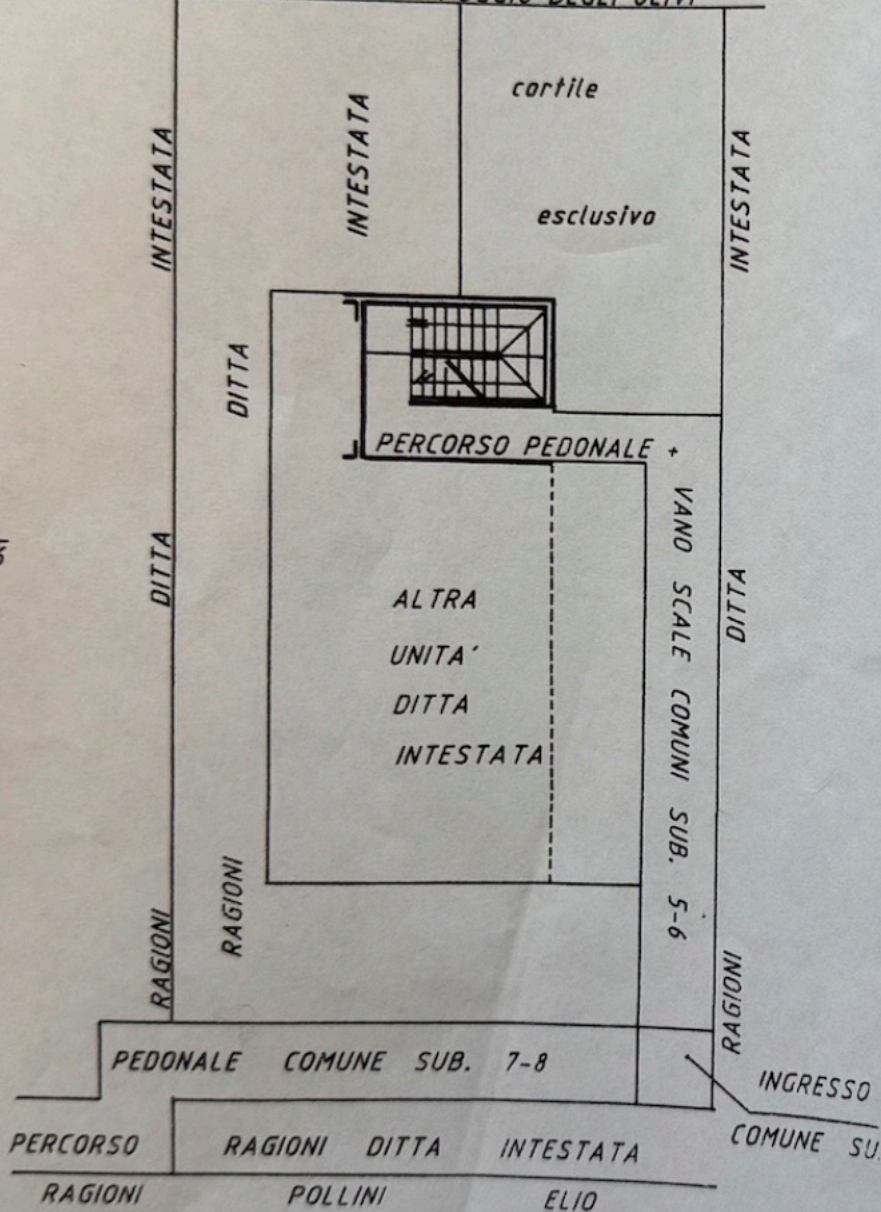 cortile
esclusivo
INTESTATA
INTESTATA
INTESTATA
DITTA
PERCORSO PEDONALE +
VANO SCALE COMUNI SUB. 5-6
DITTA
DITTA
ALTRA
UNITA'
DITTA
INTESTATA
RAGIONI
RAGIONI
RAGIONI
PEDONALE COMUNE SUB. 7-8
INGRESSO
COMUNE
PERCORSO
RAGIONI DITTA INTESTATA
RAGIONI POLLINI ELIO